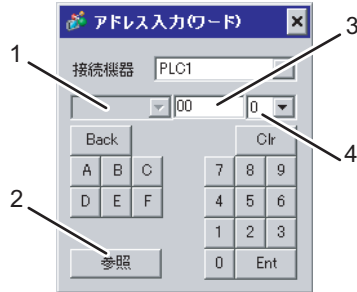 アドレス入力(ワード)
1
3
接続機器 PLC1
00 0
Back Clr
4
A B C 7 8 9
2
D E F 4 5 6
1 2 3
参照 0 Ent